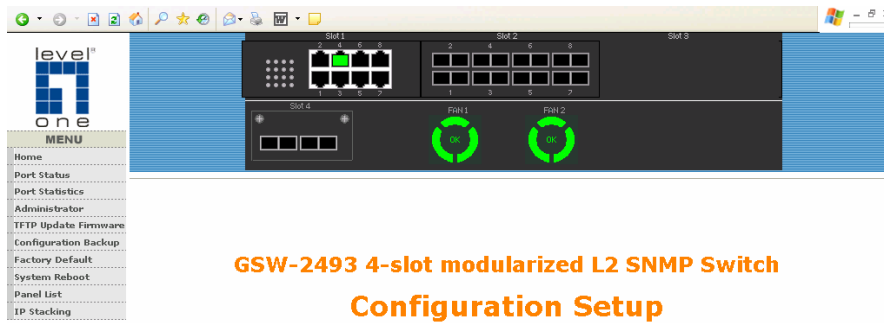 Slot 1
Slot 2
Slot 3
2 4 6 8
2 4 6 8
1 3 5 7
1 3 5 7
level®
one
Slot 4
FAN 1
FAN 2
OK
OK
MENU
Home
Port Status
Port Statistics
Administrator
TFTP Update Firmware
Configuration Backup
Factory Default
System Reboot
Panel List
IP Stacking
GSW-2493 4-slot modularized L2 SNMP Switch
Configuration Setup